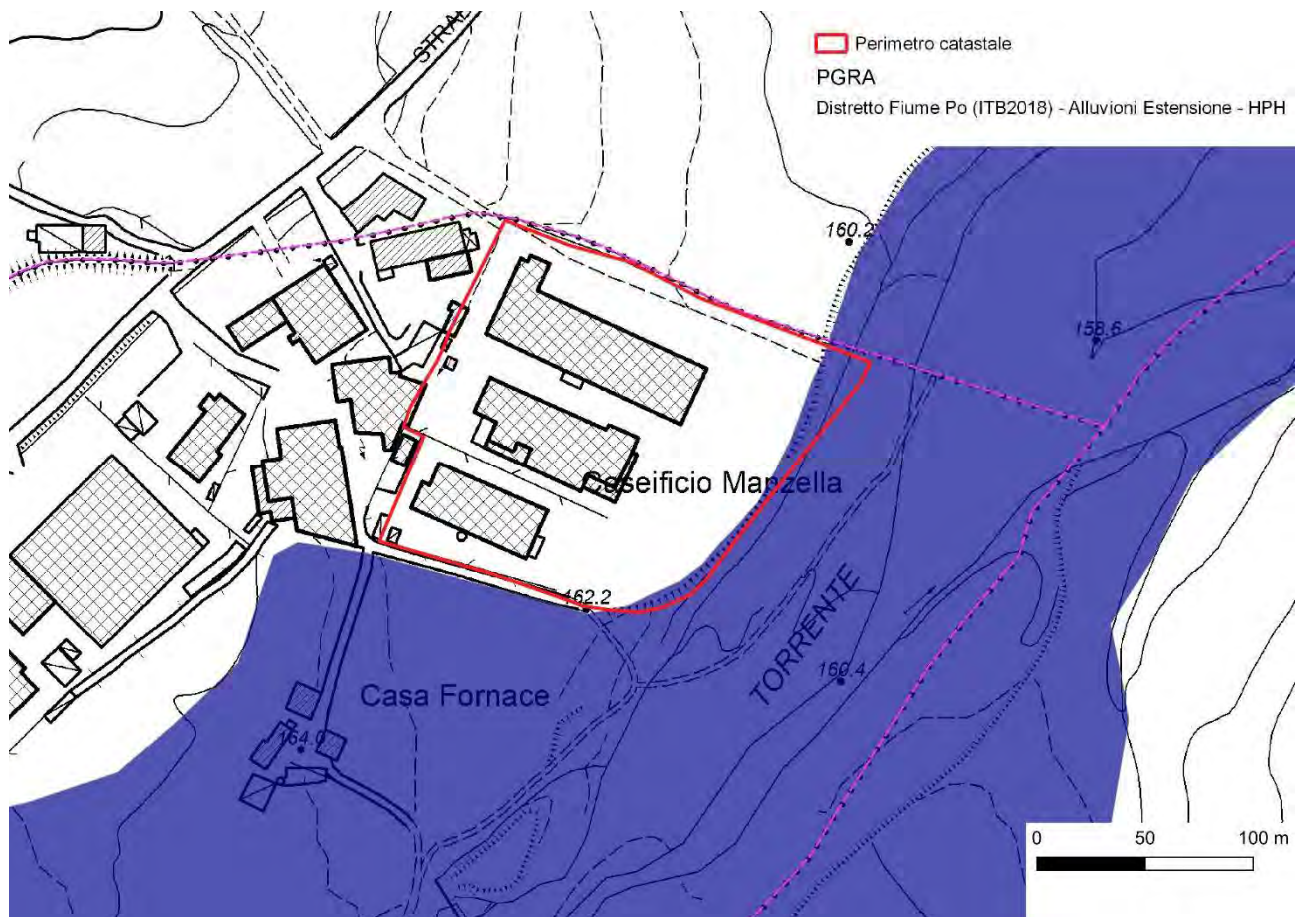 Perimetro catastale
PGRA
Distretto Fiume Po (ITB2018) - Alluvioni Estensione - HPH
STRAD
160.2
158.6
Caseificio Manzella
162.2
TORRENTE
160.4
Casa Fornace
164.0
0 50 100 m